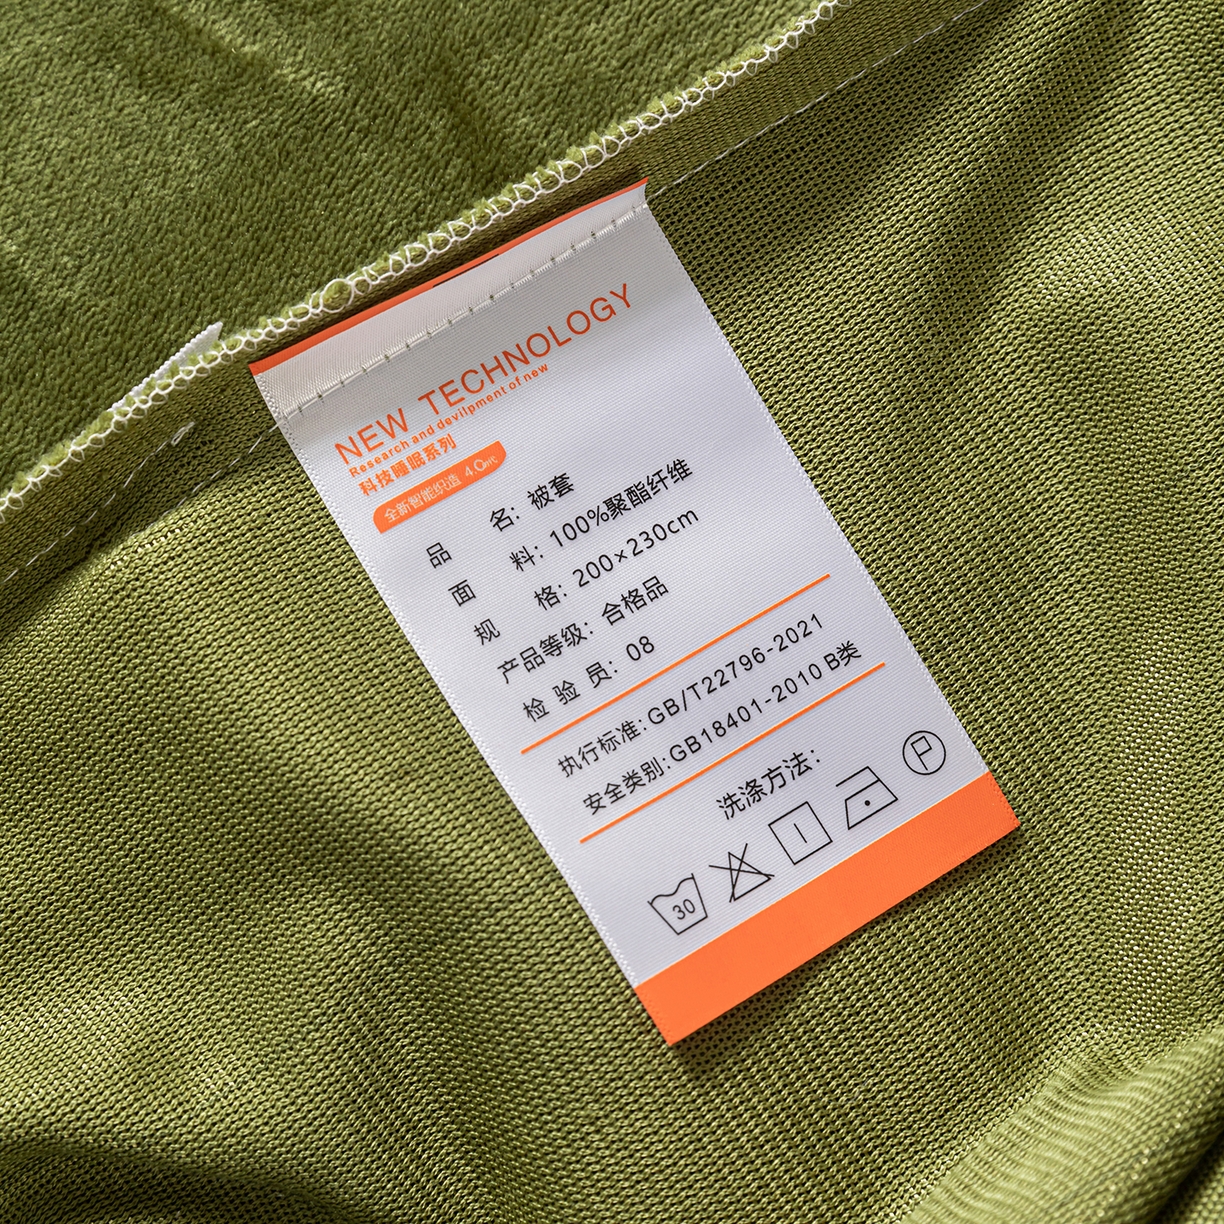 NEW TECHNOLOGY
Research and devilpment of new
科技睡眠系列
全新智能织造 4.0时代
品 名: 被套
面 料: 100%聚酯纤维
规 格: 200×230cm
产品等级: 合格品
检 验 员: 08
执行标准: GB/T22796-2021
安全类别: GB18401-2010 B类
洗涤方法:
30
P